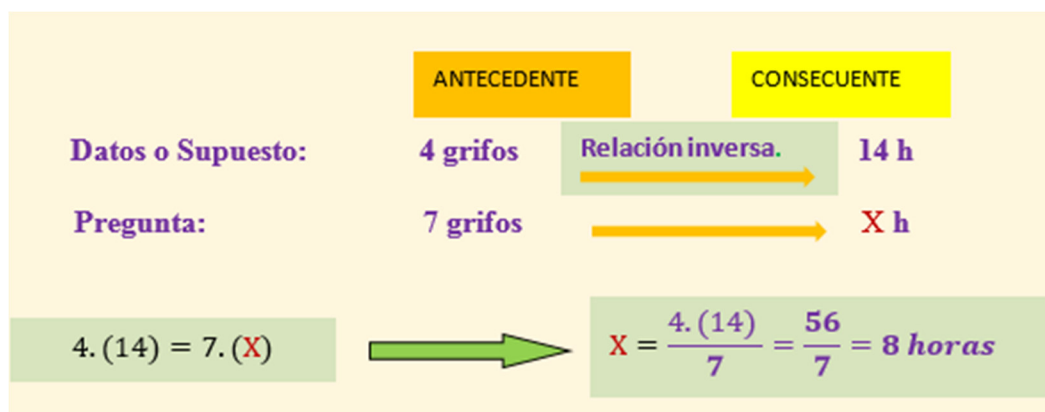 ANTECEDENTE CONSECUENTE
Datos o Supuesto: 4 grifos Relación inversa. 14 h
Pregunta: 7 grifos X h
4. (14) = 7. (X) X = 4. (14) / 7 = 56 / 7 = 8 horas